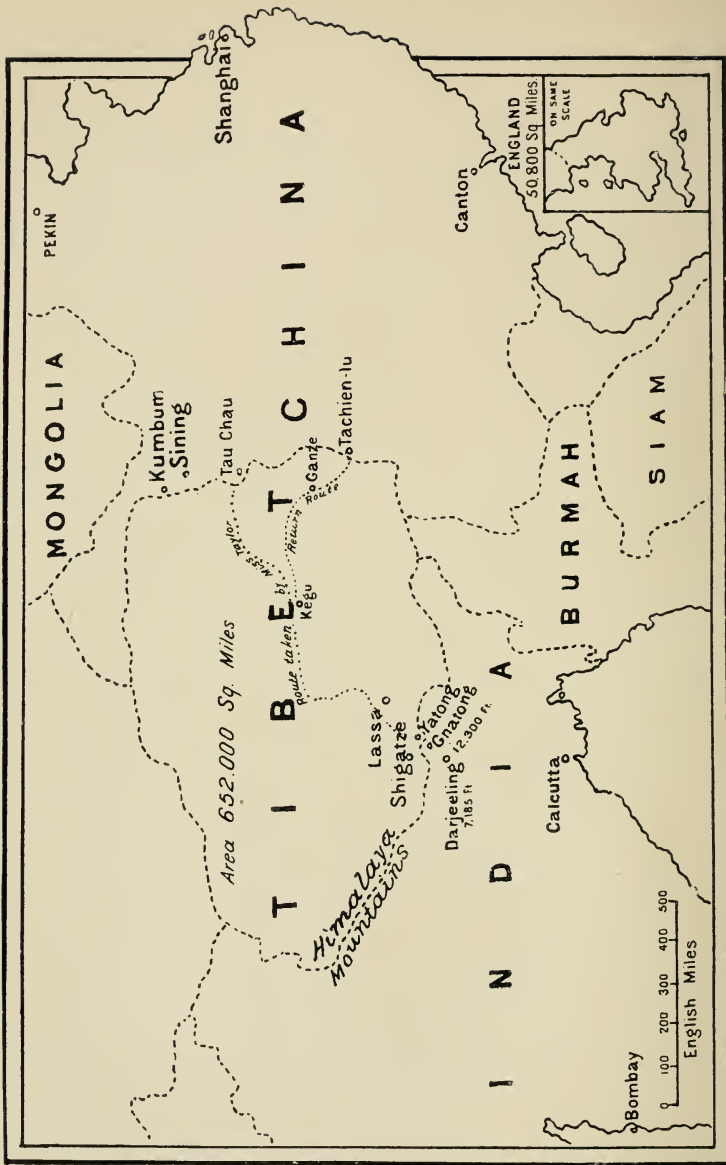 MONGOLIA
PEKIN
Kumbum
Sining
Shanghai
Tau Chau
Area 652.000 Sq. Miles
TIBET
CHINA
Route taken by Miss Taylor
Return Route
Kegu
Ganze
Tachien-lu
Lassa
Shigatze
Himalaya
Mountains
Yatong
Gnatong
12.300 Ft.
Darjeeling
7.185 Ft
INDIA
Calcutta
BURMAH
SIAM
Canton
Bombay
0 100 200 300 400 500
English Miles
ENGLAND
50.800 Sq. Miles.
ON SAME
SCALE